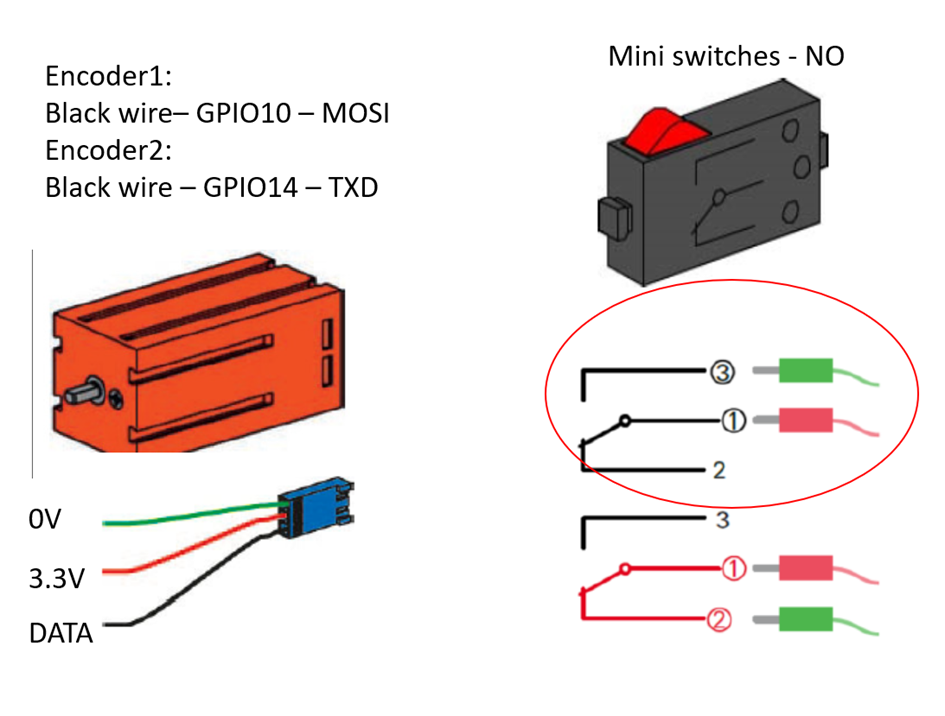 Encoder1:
Black wire– GPIO10 – MOSI
Encoder2:
Black wire – GPIO14 – TXD
Mini switches - NO
0V
3.3V
DATA
③
①
2
3
①
②